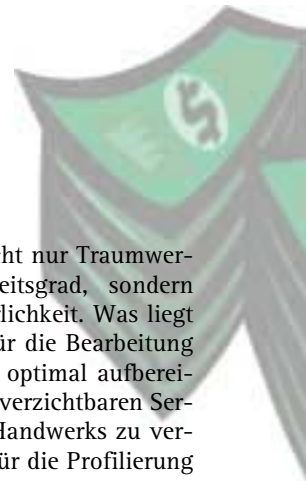 ht nur Traumwer-
eitsgrad, sondern
lichkeit. Was liegt
ür die Bearbeitung
optimal aufberei-
verzichtbaren Ser-
Handwerks zu ver-
ür die Profilierung